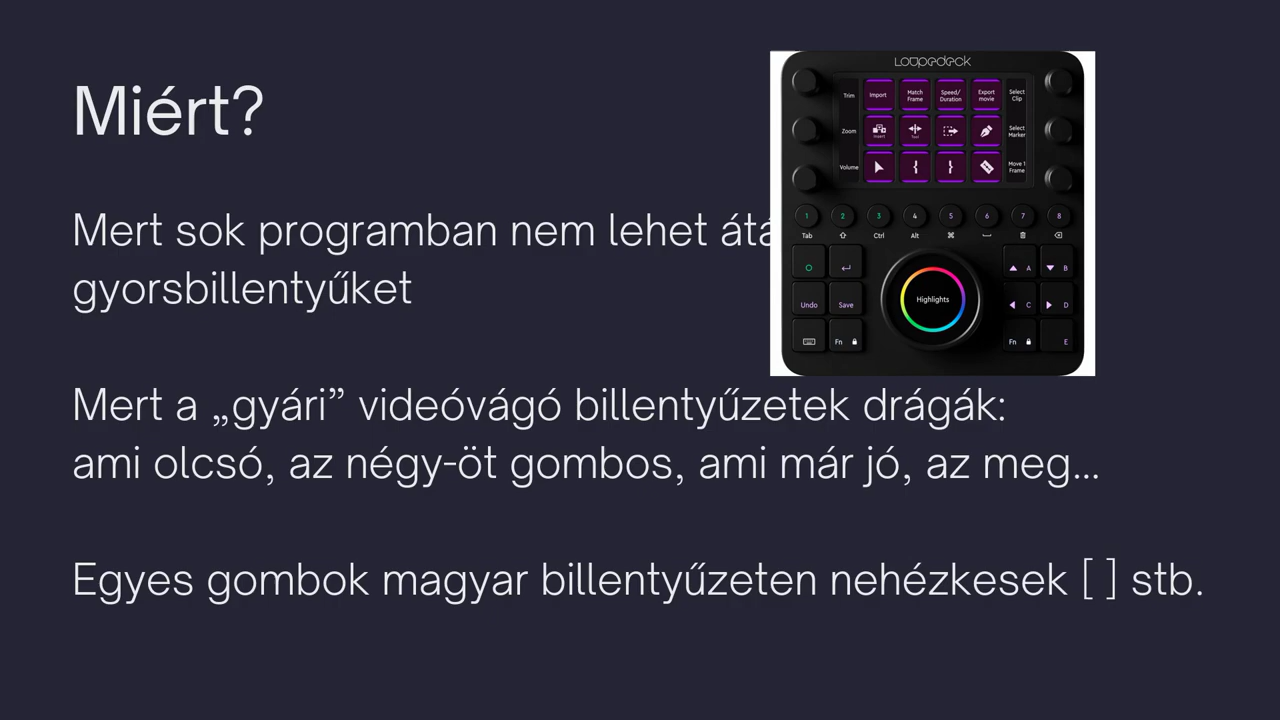 Miért?
Mert sok programban nem lehet
gyorsbillentyűket
Mert a „gyári” videóvágó billentyűzetek drágák:
ami olcsó, az négy-öt gombos, ami már jó, az meg...
Egyes gombok magyar billentyűzeten nehézkesek [ ] stb.
Loupedeck
Trim Import Match Frame Speed/ Duration Export movie Select Clip
Zoom Insert Tool Select Marker
Volume Move 1 Frame
1 2 3 4 5 6 7 8
Tab ⇧ Ctrl Alt ⌘
A B
Undo Save Highlights C D
Fn Fn E